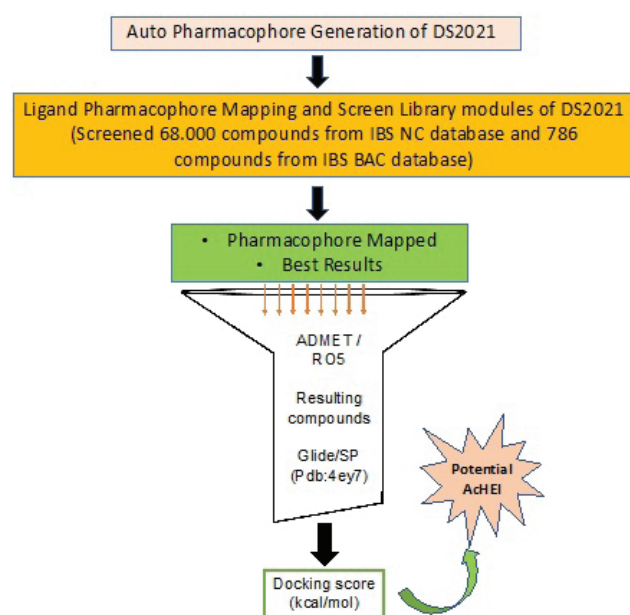 Auto Pharmacophore Generation of DS2021
Ligand Pharmacophore Mapping and Screen Library modules of DS2021
(Screened 68.000 compounds from IBS NC database and 786
compounds from IBS BAC database)
• Pharmacophore Mapped
• Best Results
ADMET /
RO5
Resulting
compounds
Glide/SP
(Pdb:4ey7)
Potential
AcHEI
Docking score
(kcal/mol)